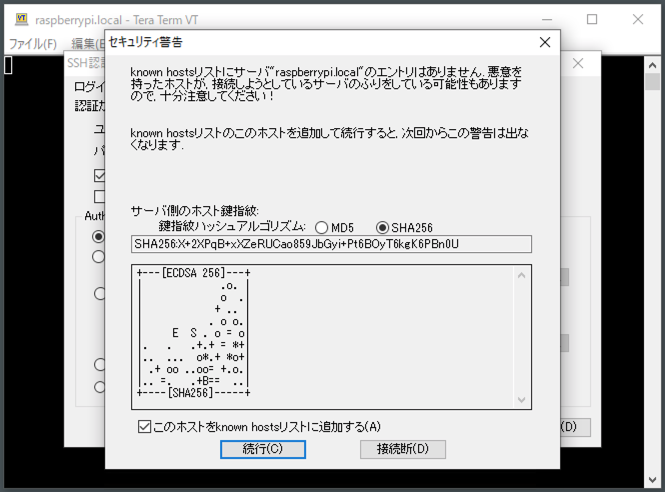 raspberrypi.local - Tera Term VT
ファイル(F) 編集(E
SSH認証
セキュリティ警告
ログイ
認証
known hostsリストにサーバ"raspberrypi.local"のエントリはありません. 悪意を
持ったホストが, 接続しようとしているサーバのふりをしている可能性もあります
ので, 十分注意してください!
known hostsリストのこのホストを追加して続行すると, 次回からこの警告は出な
くなります.
サーバ側のホスト鍵指紋:
鍵指紋ハッシュアルゴリズム: MD5 SHA256
SHA256:X+2XPqB+xXZeRUCao859JbGyi+Pt6BOyT6kgK6PBn0U
+---[ECDSA 256]---+
| .o. |
| o . |
| + .. |
| . o o.|
| E S . o = o|
|. . .+.+ = *+|
|.. ... o*.+ *o+|
| .+ oo ..oo= +.o.|
|.. =. .+B== ..|
+----[SHA256]-----+
このホストをknown hostsリストに追加する(A)
続行(C) 接続断(D)
Auth
(D)